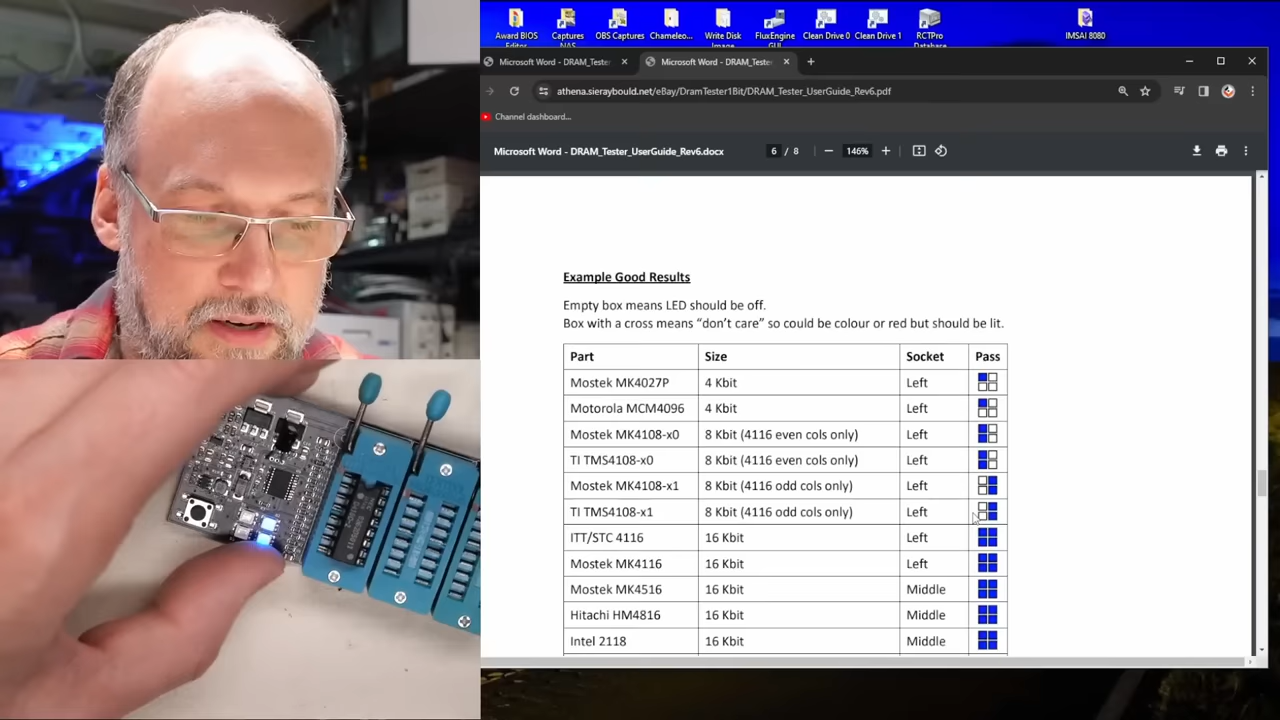 Award BIOS Editor
Captures NAS
OBS Captures
Chameleo...
Write Disk Image
FluxEngine GUI
Clean Drive 0
Clean Drive 1
RCTPro Database
IMSAI 8080
Microsoft Word - DRAM_Tester
Microsoft Word - DRAM_Teste
athena.sieraybould.net/eBay/DramTester1Bit/DRAM_Tester_UserGuide_Rev6.pdf
Channel dashboard...
Microsoft Word - DRAM_Tester_UserGuide_Rev6.docx
6 / 8
146%
Example Good Results
Empty box means LED should be off.
Box with a cross means “don’t care” so could be colour or red but should be lit.
Part Size Socket Pass
Mostek MK4027P 4 Kbit Left
Motorola MCM4096 4 Kbit Left
Mostek MK4108-x0 8 Kbit (4116 even cols only) Left
TI TMS4108-x0 8 Kbit (4116 even cols only) Left
Mostek MK4108-x1 8 Kbit (4116 odd cols only) Left
TI TMS4108-x1 8 Kbit (4116 odd cols only) Left
ITT/STC 4116 16 Kbit Left
Mostek MK4116 16 Kbit Left
Mostek MK4516 16 Kbit Middle
Hitachi HM4816 16 Kbit Middle
Intel 2118 16 Kbit Middle